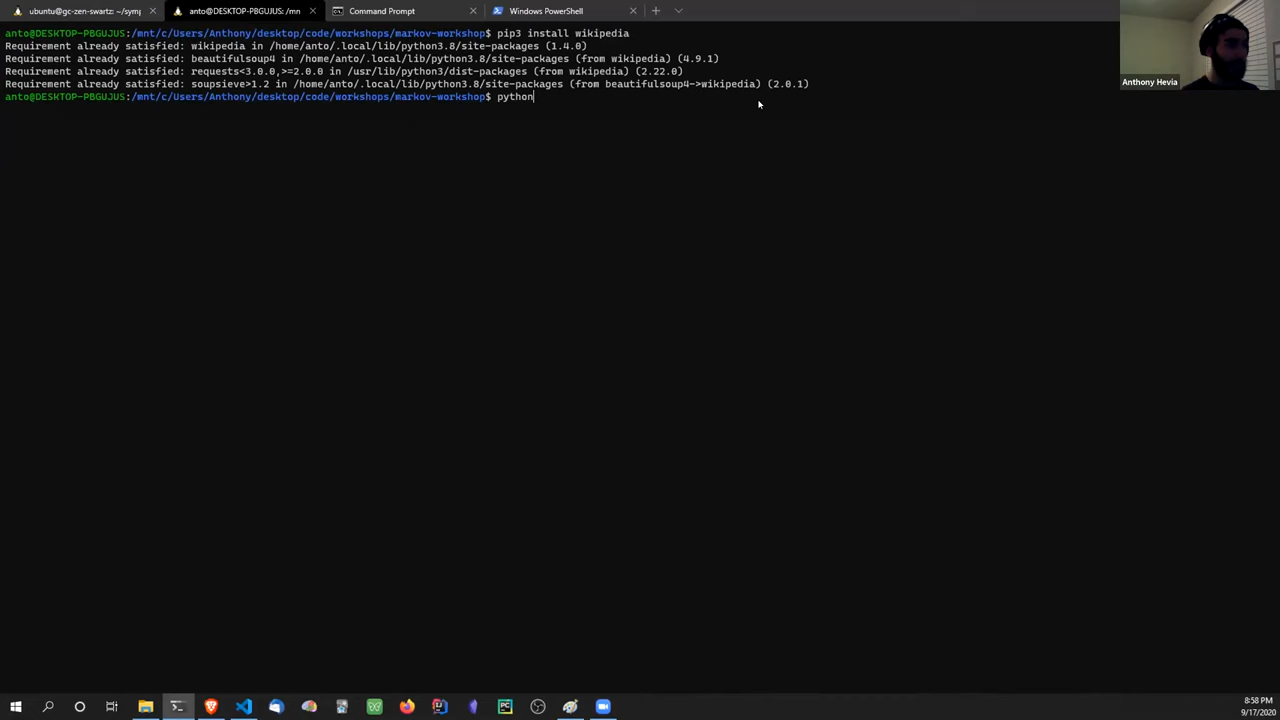 ubuntu@gc-zen-swartz: ~/symp
anto@DESKTOP-PBGUJUS: /mn
Command Prompt
Windows PowerShell
anto@DESKTOP-PBGUJUS:/mnt/c/Users/Anthony/desktop/code/workshops/markov-workshop$ pip3 install wikipedia
Requirement already satisfied: wikipedia in /home/anto/.local/lib/python3.8/site-packages (1.4.0)
Requirement already satisfied: beautifulsoup4 in /home/anto/.local/lib/python3.8/site-packages (from wikipedia) (4.9.1)
Requirement already satisfied: requests<3.0.0,>=2.0.0 in /usr/lib/python3/dist-packages (from wikipedia) (2.22.0)
Requirement already satisfied: soupsieve>1.2 in /home/anto/.local/lib/python3.8/site-packages (from beautifulsoup4->wikipedia) (2.0.1)
anto@DESKTOP-PBGUJUS:/mnt/c/Users/Anthony/desktop/code/workshops/markov-workshop$ python
Anthony Hevia
8:58 PM
9/17/2020